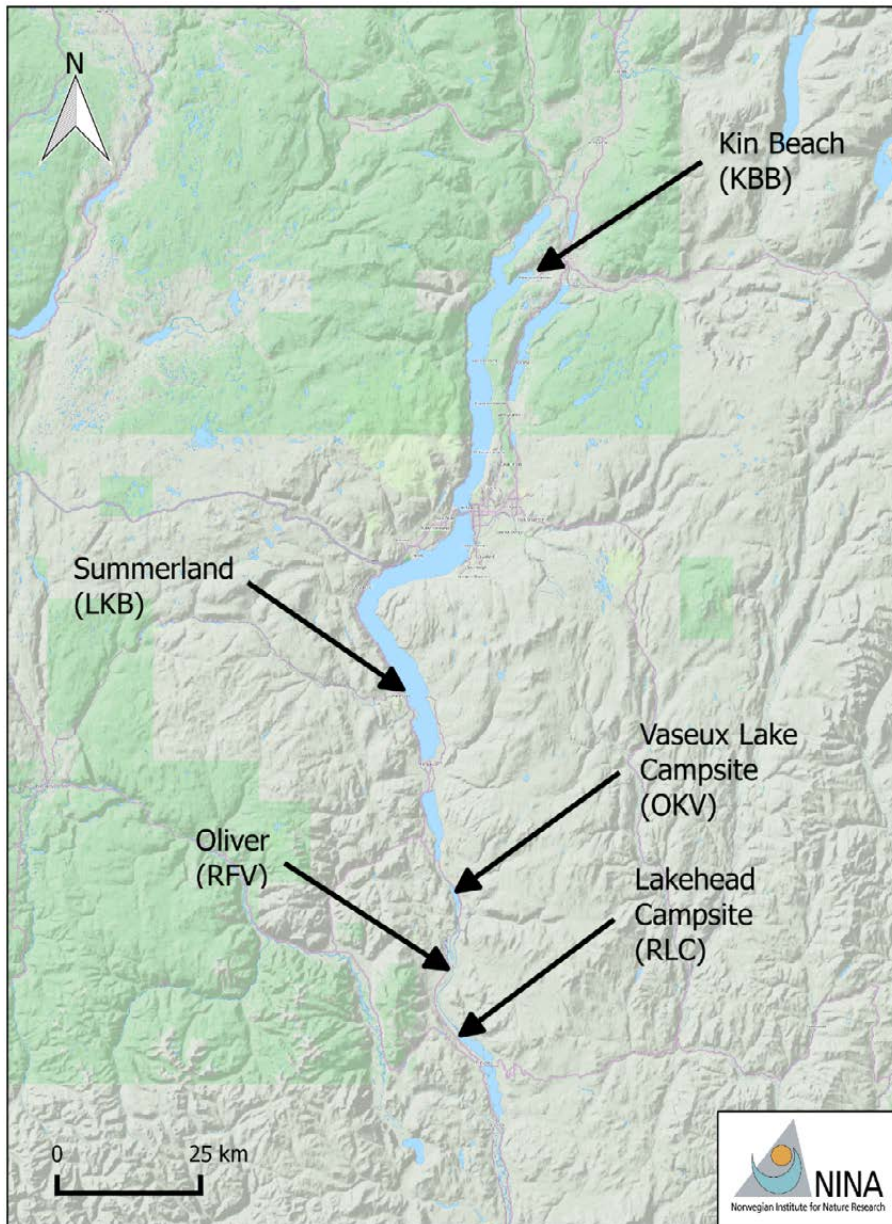 N
Kin Beach
(KBB)
Summerland
(LKB)
Vaseux Lake
Campsite
(OKV)
Oliver
(RFV)
Lakehead
Campsite
(RLC)
0 25 km
NINA
Norwegian Institute for Nature Research